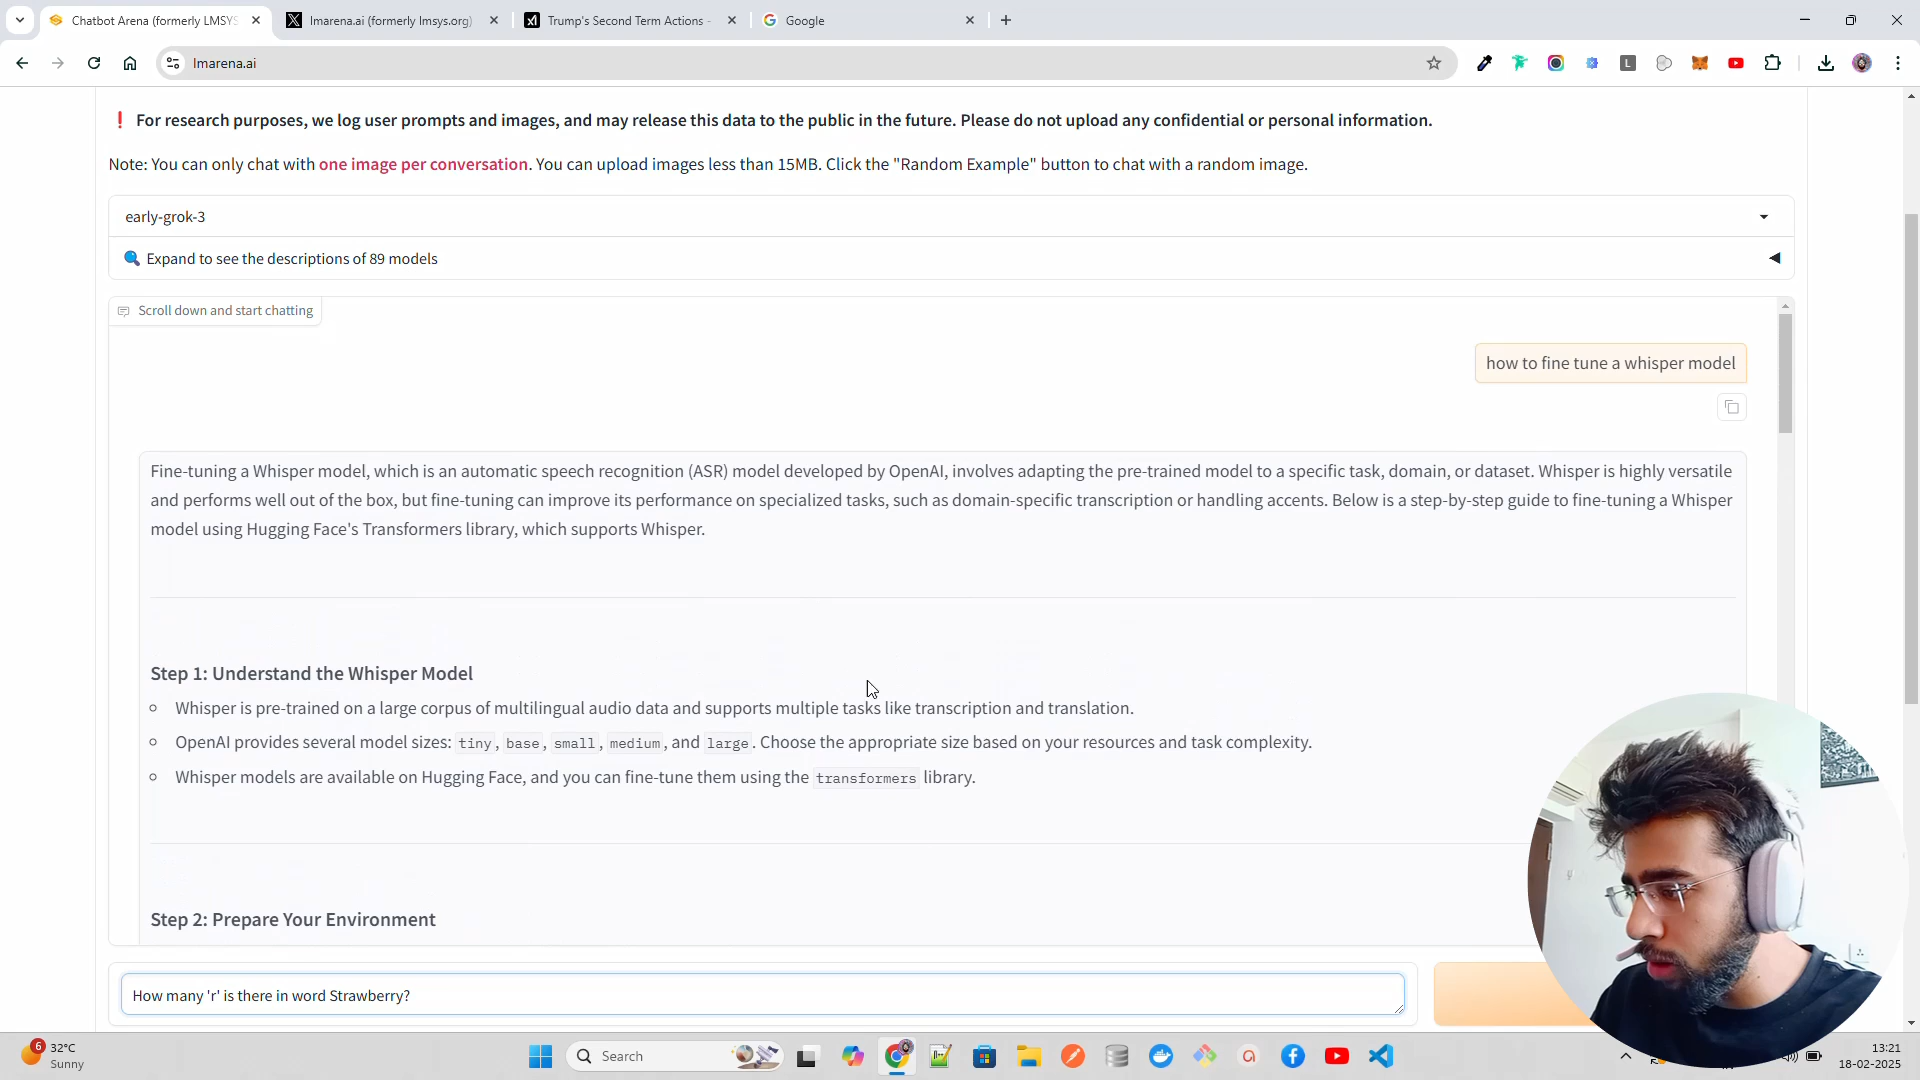 Chatbot Arena (formerly LMSYS
lmarena.ai (formerly lmsys.org)
Trump's Second Term Actions -
Google
lmarena.ai
L
❗ For research purposes, we log user prompts and images, and may release this data to the public in the future. Please do not upload any confidential or personal information.
Note: You can only chat with one image per conversation. You can upload images less than 15MB. Click the "Random Example" button to chat with a random image.
early-grok-3
🔍 Expand to see the descriptions of 89 models
Scroll down and start chatting
how to fine tune a whisper model
Fine-tuning a Whisper model, which is an automatic speech recognition (ASR) model developed by OpenAI, involves adapting the pre-trained model to a specific task, domain, or dataset. Whisper is highly versatile
and performs well out of the box, but fine-tuning can improve its performance on specialized tasks, such as domain-specific transcription or handling accents. Below is a step-by-step guide to fine-tuning a Whisper
model using Hugging Face's Transformers library, which supports Whisper.
Step 1: Understand the Whisper Model
Whisper is pre-trained on a large corpus of multilingual audio data and supports multiple tasks like transcription and translation.
OpenAI provides several model sizes: tiny, base, small, medium, and large. Choose the appropriate size based on your resources and task complexity.
Whisper models are available on Hugging Face, and you can fine-tune them using the transformers library.
Step 2: Prepare Your Environment
How many 'r' is there in word Strawberry?
6
32°C
Sunny
Search
13:21
18-02-2025